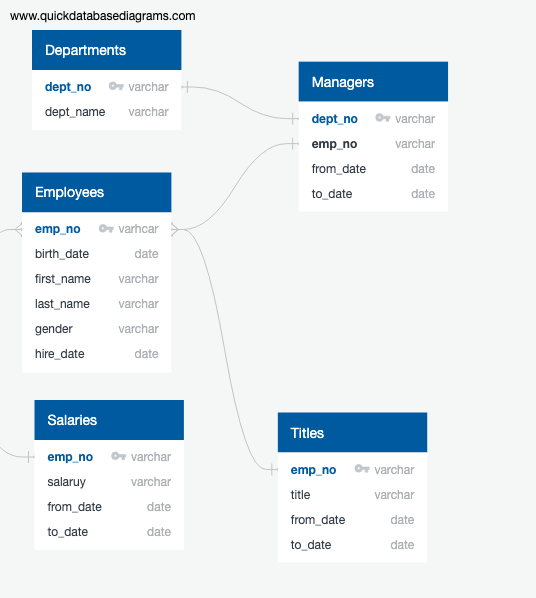 www.quickdatabasediagrams.com
Departments
dept_no varchar
dept_name varchar
Managers
dept_no varchar
emp_no varchar
from_date date
to_date date
Employees
emp_no varhcar
birth_date date
first_name varchar
last_name varchar
gender varchar
hire_date date
Salaries
emp_no varchar
salaruy varchar
from_date date
to_date date
Titles
emp_no varchar
title varchar
from_date date
to_date date